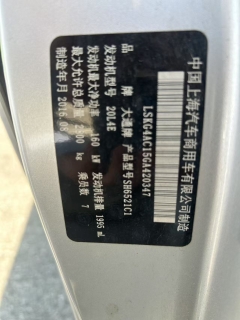 中国上海汽车商用车有限公司制造
LSKG4AC15GA420347
品牌 大通牌 产品型号 SH6521C1
发动机型号 20L4E
发动机最大净功率 160 kW 发动机排量 1995 mL
最大允许总质量 2800 kg 乘员数 7
制造年月 2016.08